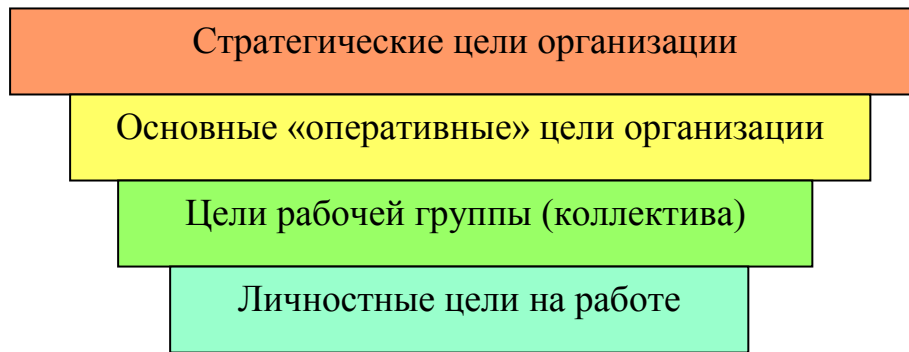 Стратегические цели организации
Основные «оперативные» цели организации
Цели рабочей группы (коллектива)
Личностные цели на работе